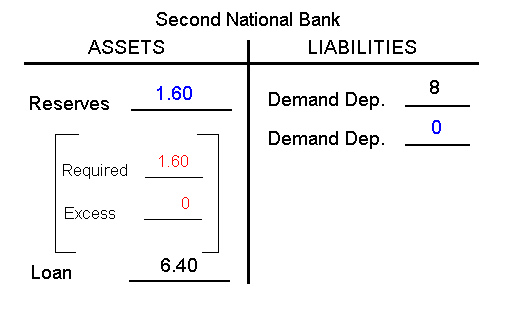 Second National Bank
ASSETS LIABILITIES
Reserves 1.60 Demand Dep. 8
Demand Dep. 0
Required 1.60
Excess 0
Loan 6.40